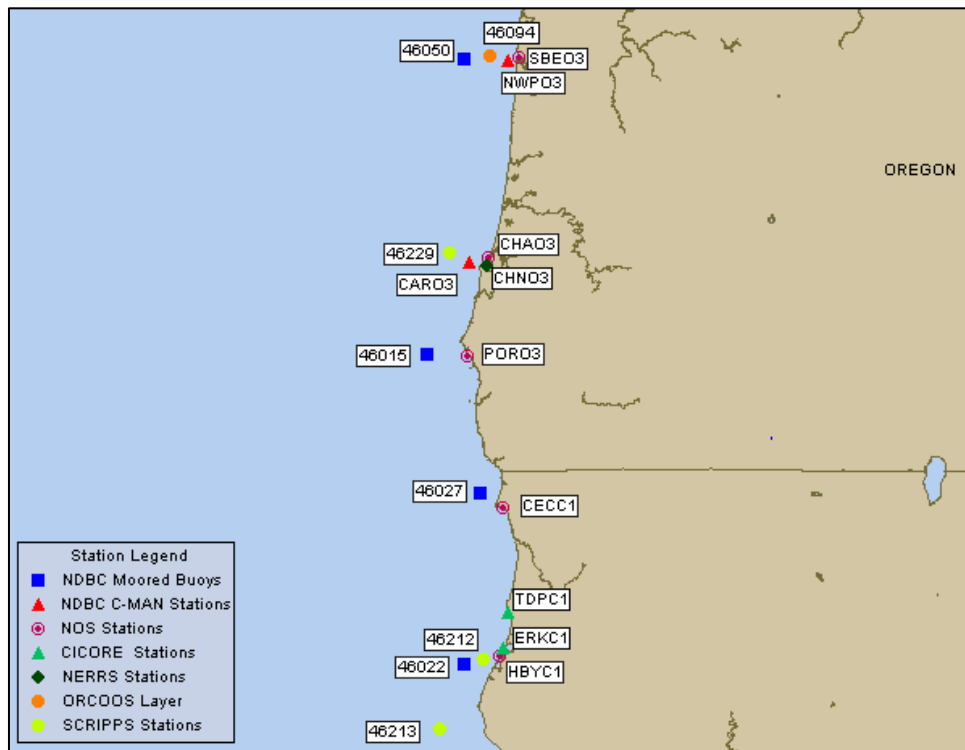 46094
46050
SBEO3
NWPO3
OREGON
CHAO3
46229
CHNO3
CARO3
46015
PORO3
46027
CECC1
Station Legend
NDBC Moored Buoys
NDBC C-MAN Stations
NOS Stations
CICORE Stations
NERRS Stations
ORCOOS Layer
SCRIPPS Stations
TDPC1
46212
ERKC1
46022
HBYC1
46213